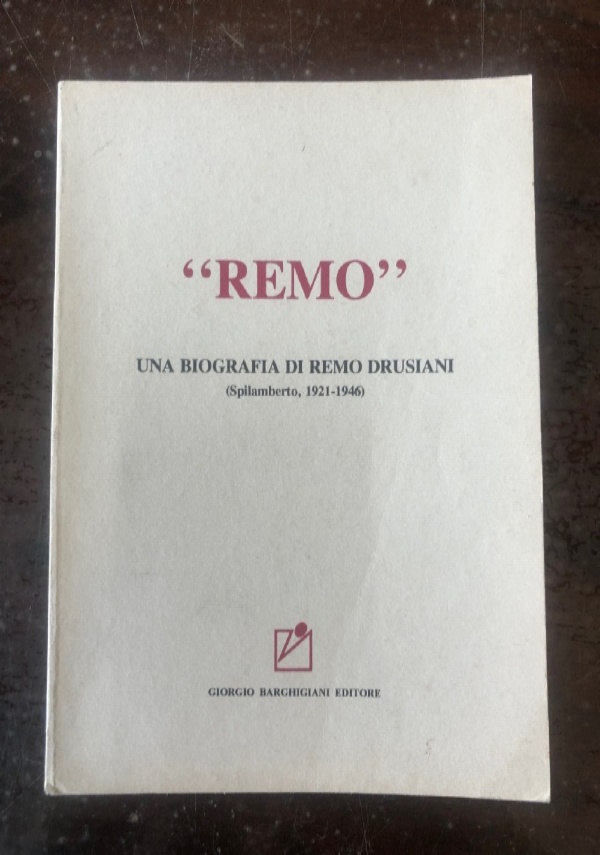 “REMO”
UNA BIOGRAFIA DI REMO DRUSIANI
(Spilamberto, 1921-1946)
GIORGIO BARGHIGIANI EDITORE